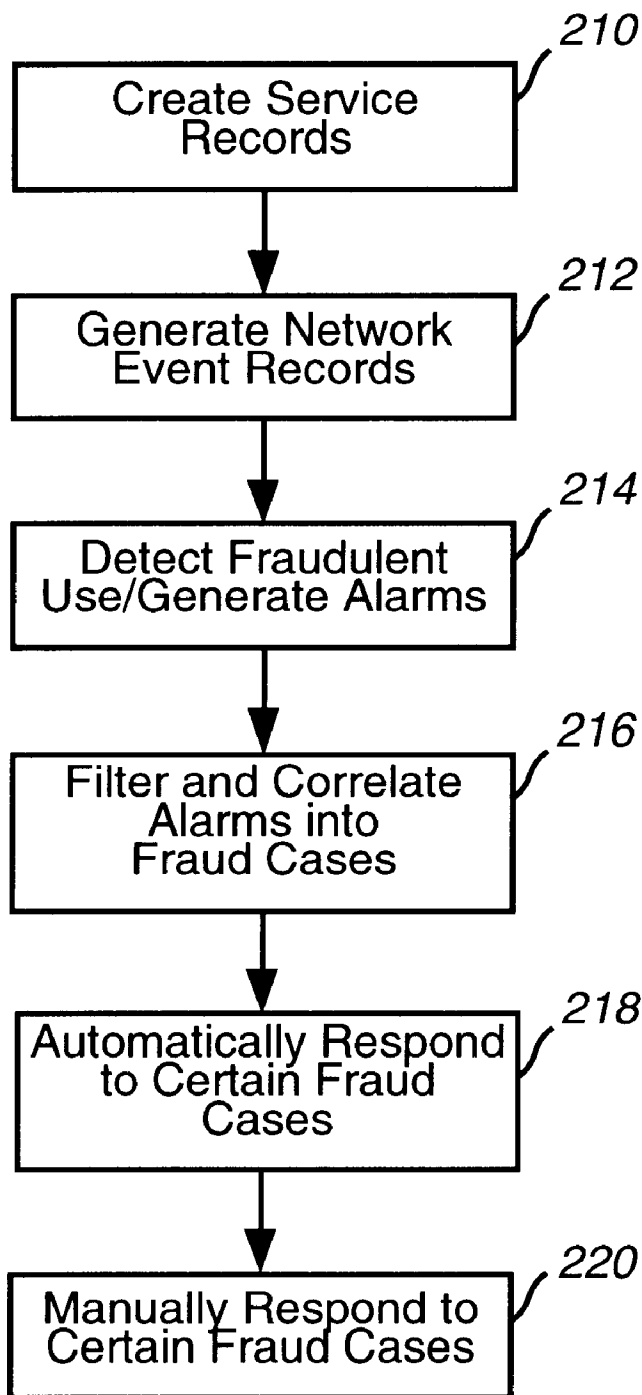 210
Create Service
Records
212
Generate Network
Event Records
214
Detect Fraudulent
Use/Generate Alarms
216
Filter and Correlate
Alarms into
Fraud Cases
218
Automatically Respond
to Certain Fraud
Cases
220
Manually Respond to
Certain Fraud Cases